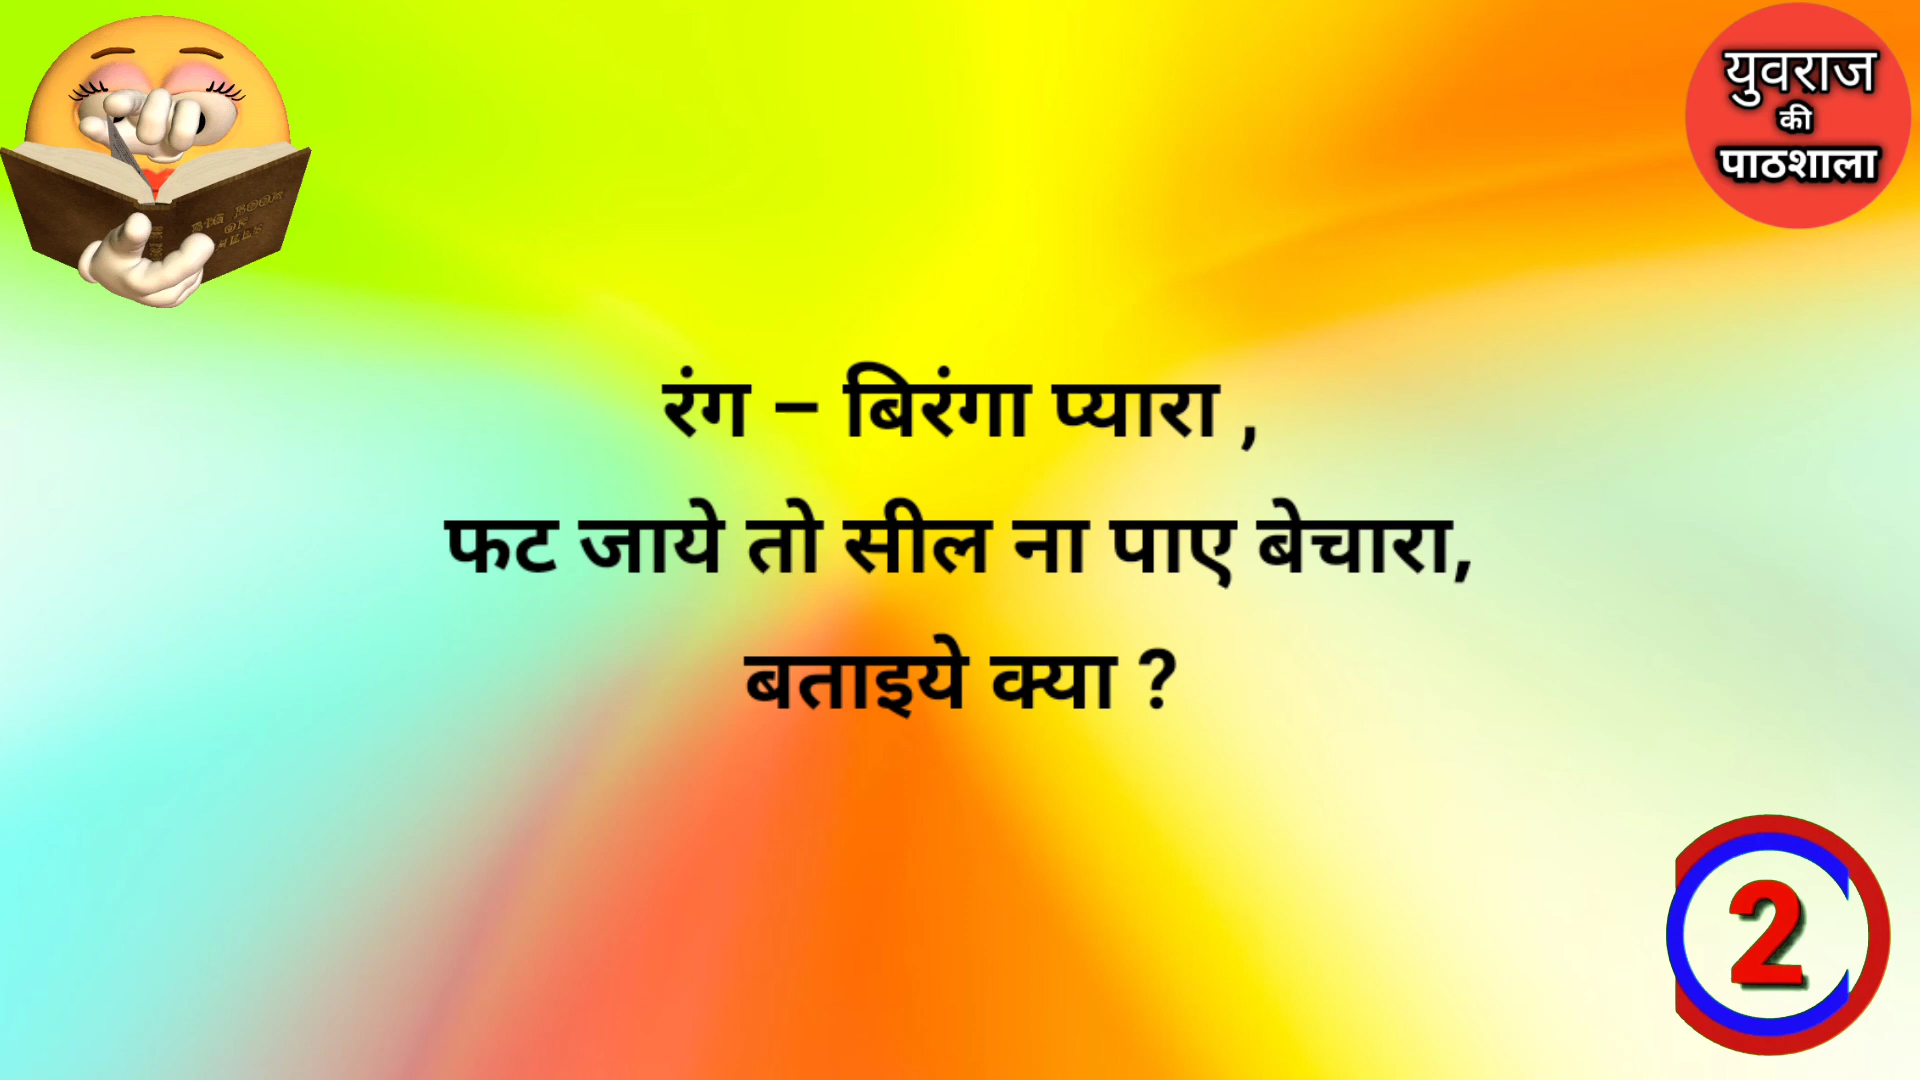 युवराज
की
पाठशाला
रंग – बिरंगा प्यारा ,
फट जाये तो सील ना पाए बेचारा,
बताइये क्या ?
2